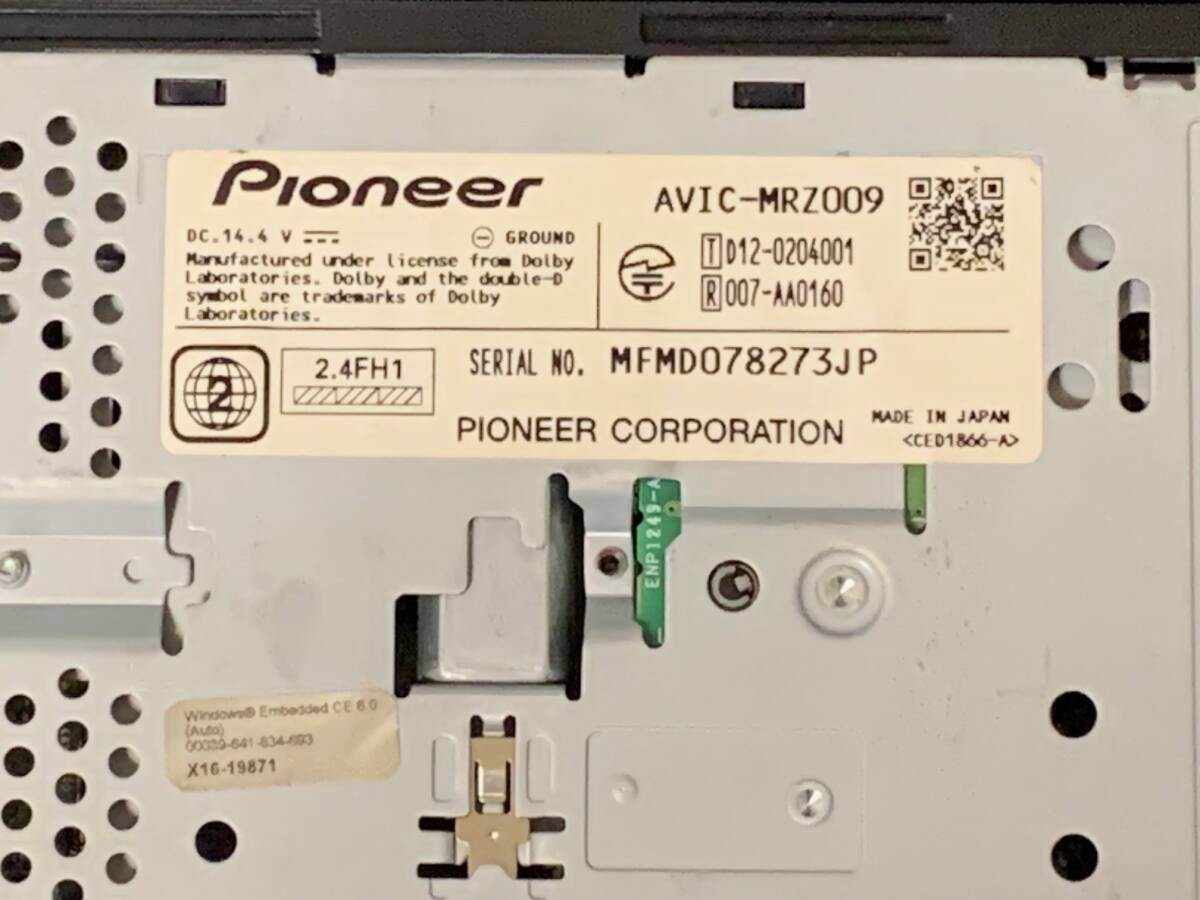 Pioneer
AVIC-MRZ009
DC.14.4 V
GROUND
Manufactured under license from Dolby
Laboratories. Dolby and the double-D
symbol are trademarks of Dolby
Laboratories.
T D12-0204001
R 007-AA0160
2
2.4FH1
SERIAL NO. MFMD078273JP
PIONEER CORPORATION
MADE IN JAPAN
<CED1866-A>
ENP1249-A
Windows® Embedded CE 6.0
(Auto)
00039-641-834-693
X16-19871